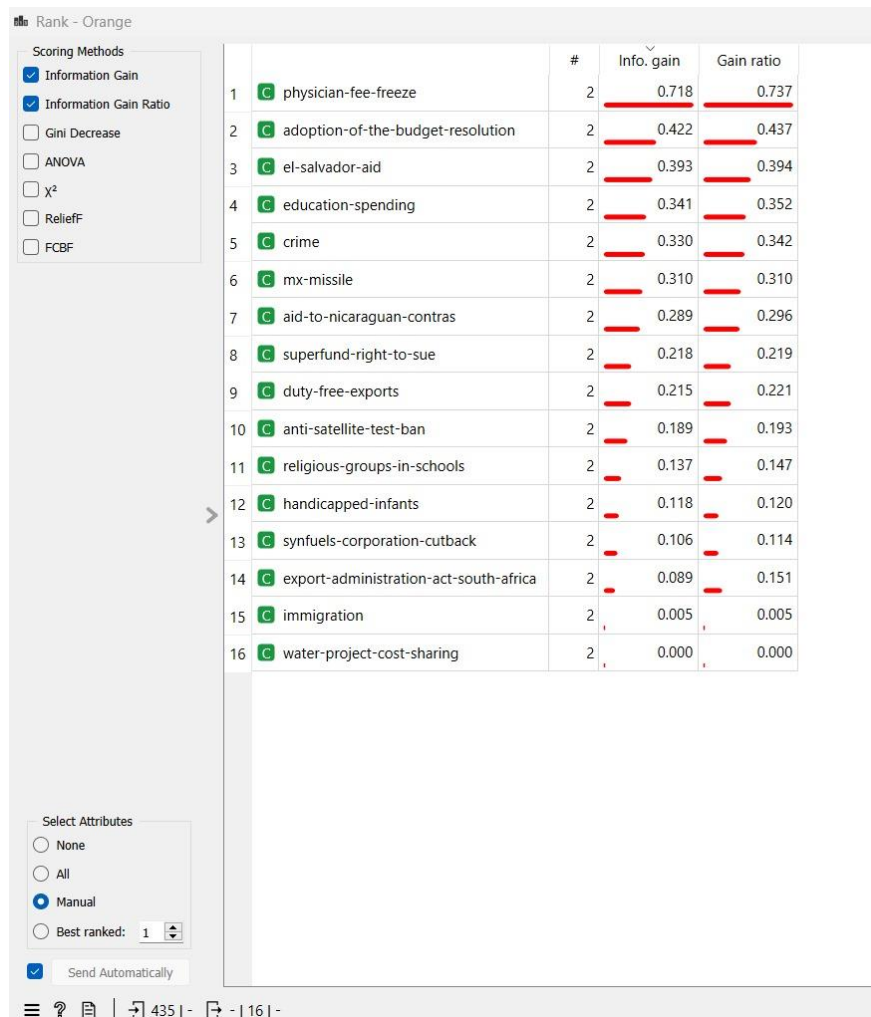 Rank - Orange
Scoring Methods
Information Gain
Information Gain Ratio
Gini Decrease
ANOVA
χ²
ReliefF
FCBF
# Info. gain Gain ratio
1 C physician-fee-freeze 2 0.718 0.737
2 C adoption-of-the-budget-resolution 2 0.422 0.437
3 C el-salvador-aid 2 0.393 0.394
4 C education-spending 2 0.341 0.352
5 C crime 2 0.330 0.342
6 C mx-missile 2 0.310 0.310
7 C aid-to-nicaraguan-contras 2 0.289 0.296
8 C superfund-right-to-sue 2 0.218 0.219
9 C duty-free-exports 2 0.215 0.221
10 C anti-satellite-test-ban 2 0.189 0.193
11 C religious-groups-in-schools 2 0.137 0.147
12 C handicapped-infants 2 0.118 0.120
13 C synfuels-corporation-cutback 2 0.106 0.114
14 C export-administration-act-south-africa 2 0.089 0.151
15 C immigration 2 0.005 0.005
16 C water-project-cost-sharing 2 0.000 0.000
Select Attributes
None
All
Manual
Best ranked: 1
Send Automatically
? | 435 | - - | 16 | -